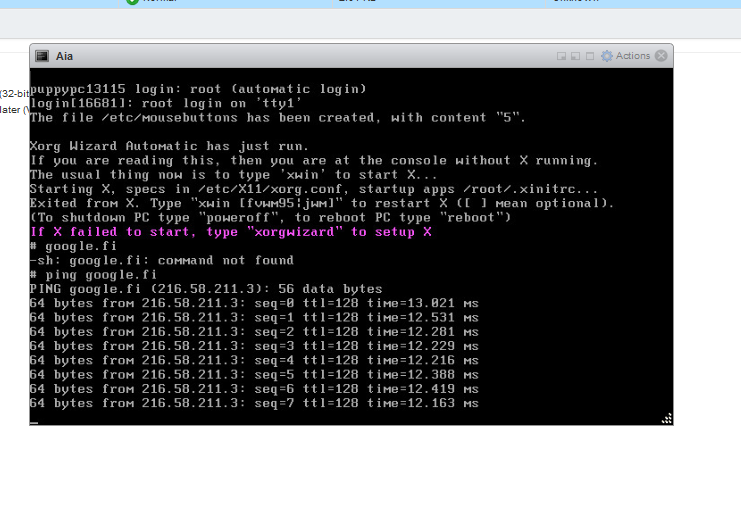 Aia
Actions
(32-bit
later (
puppypc13115 login: root (automatic login)
login[16681]: root login on 'tty1'
The file /etc/mousebuttons has been created, with content "5".
Xorg Wizard Automatic has just run.
If you are reading this, then you are at the console without X running.
The usual thing now is to type 'xwin' to start X...
Starting X, specs in /etc/X11/xorg.conf, startup apps /root/.xinitrc...
Exited from X. Type "xwin [fvwm95¦jwm]" to restart X ([ ] mean optional).
(To shutdown PC type "poweroff", to reboot PC type "reboot")
If X failed to start, type "xorgwizard" to setup X
# google.fi
-sh: google.fi: command not found
# ping google.fi
PING google.fi (216.58.211.3): 56 data bytes
64 bytes from 216.58.211.3: seq=0 ttl=128 time=13.021 ms
64 bytes from 216.58.211.3: seq=1 ttl=128 time=12.531 ms
64 bytes from 216.58.211.3: seq=2 ttl=128 time=12.281 ms
64 bytes from 216.58.211.3: seq=3 ttl=128 time=12.229 ms
64 bytes from 216.58.211.3: seq=4 ttl=128 time=12.216 ms
64 bytes from 216.58.211.3: seq=5 ttl=128 time=12.388 ms
64 bytes from 216.58.211.3: seq=6 ttl=128 time=12.419 ms
64 bytes from 216.58.211.3: seq=7 ttl=128 time=12.163 ms